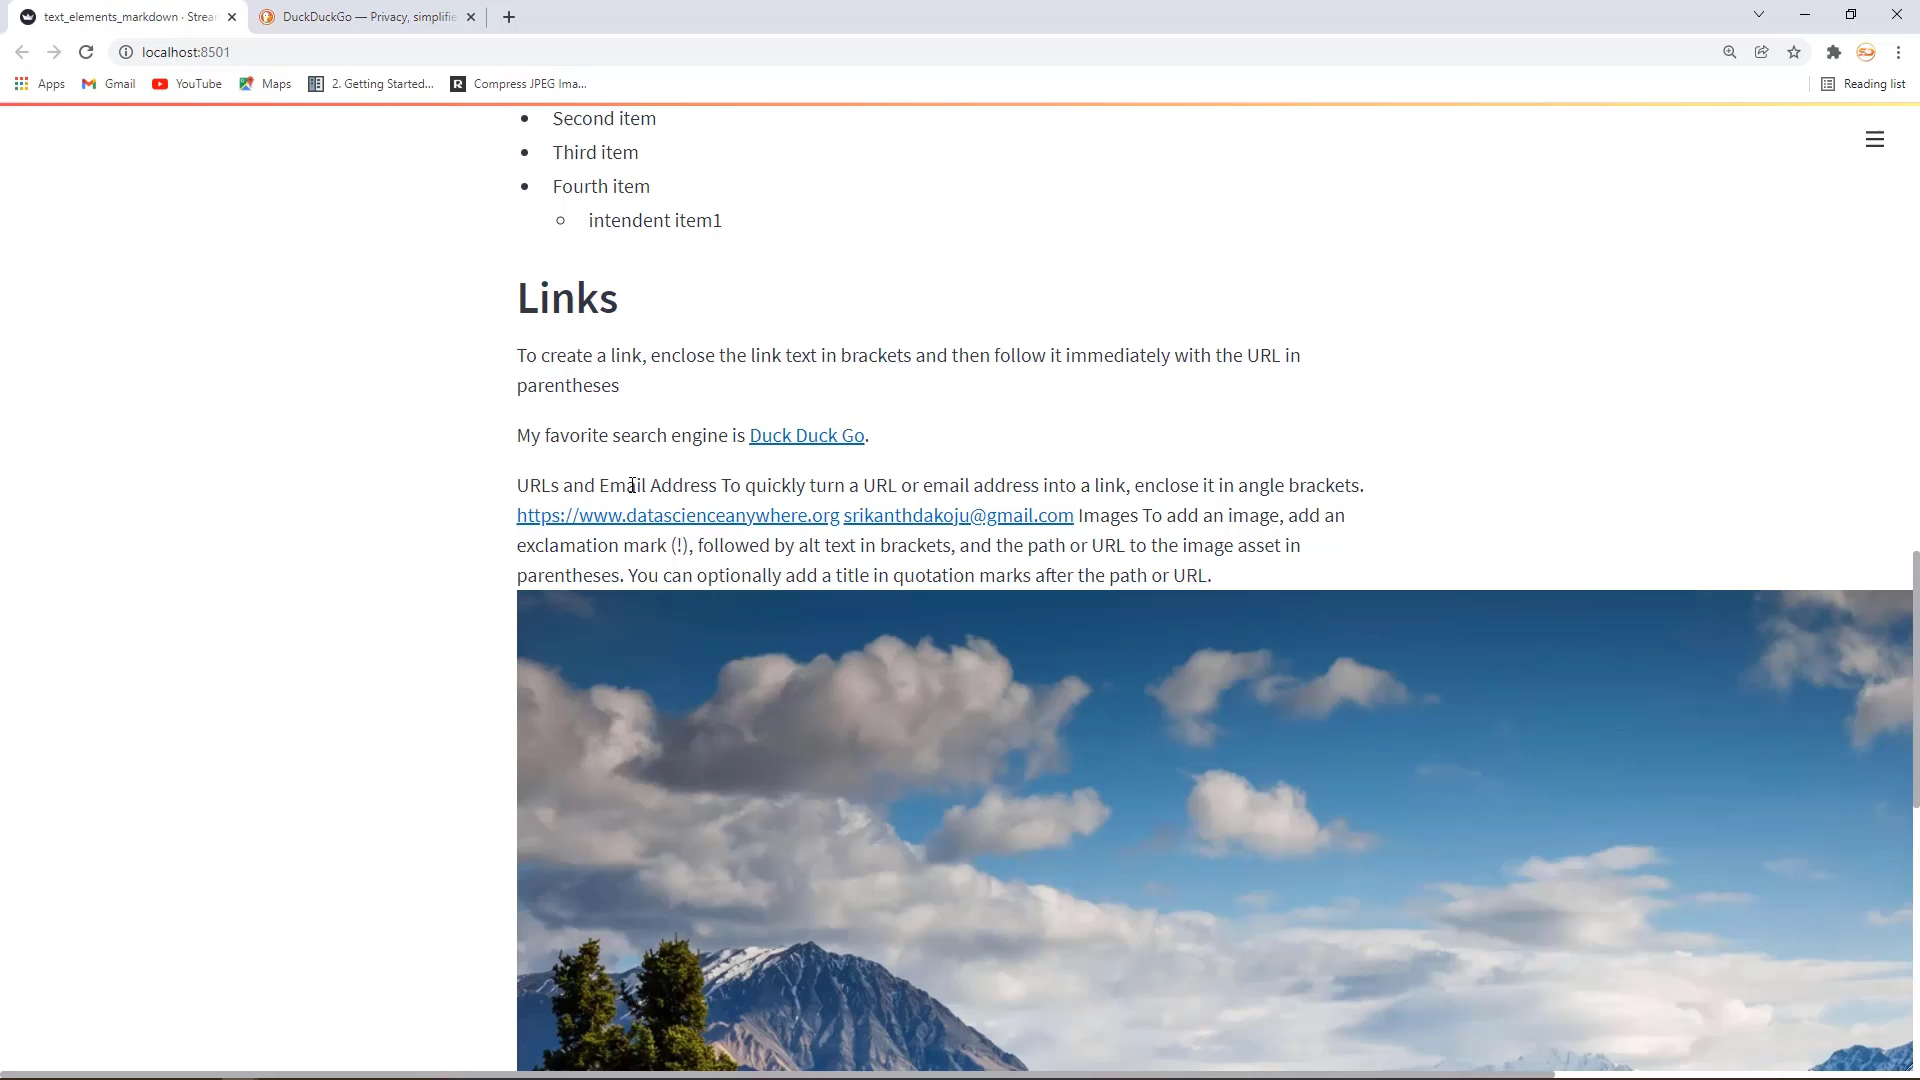 text_elements_markdown · Strea
DuckDuckGo — Privacy, simplifie
localhost:8501
Apps
Gmail
YouTube
Maps
2. Getting Started...
Compress JPEG Ima...
Reading list
Second item
Third item
Fourth item
intendent item1
Links
To create a link, enclose the link text in brackets and then follow it immediately with the URL in
parentheses
My favorite search engine is Duck Duck Go.
URLs and Email Address To quickly turn a URL or email address into a link, enclose it in angle brackets.
https://www.datascienceanywhere.org srikanthdakoju@gmail.com Images To add an image, add an
exclamation mark (!), followed by alt text in brackets, and the path or URL to the image asset in
parentheses. You can optionally add a title in quotation marks after the path or URL.